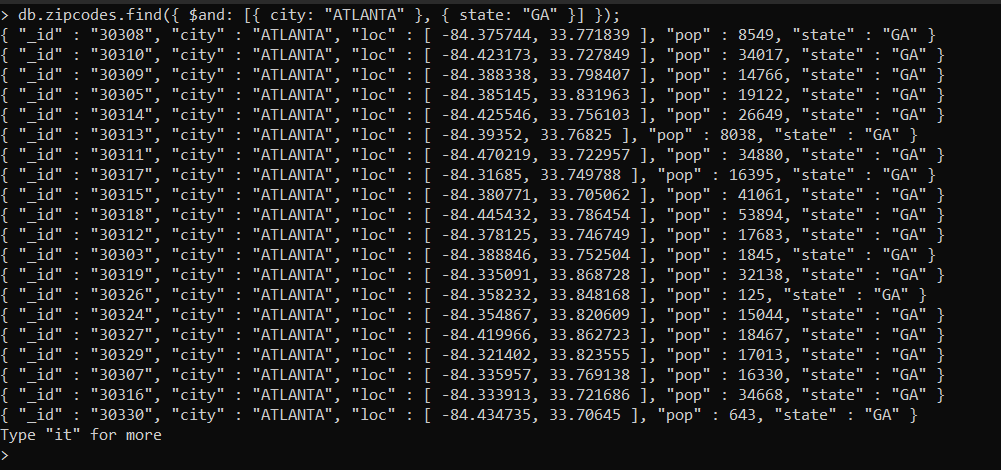 > db.zipcodes.find({ $and: [{ city: "ATLANTA" }, { state: "GA" }] });
{ "_id" : "30308", "city" : "ATLANTA", "loc" : [ -84.375744, 33.771839 ], "pop" : 8549, "state" : "GA" }
{ "_id" : "30310", "city" : "ATLANTA", "loc" : [ -84.423173, 33.727849 ], "pop" : 34017, "state" : "GA" }
{ "_id" : "30309", "city" : "ATLANTA", "loc" : [ -84.388338, 33.798407 ], "pop" : 14766, "state" : "GA" }
{ "_id" : "30305", "city" : "ATLANTA", "loc" : [ -84.385145, 33.831963 ], "pop" : 19122, "state" : "GA" }
{ "_id" : "30314", "city" : "ATLANTA", "loc" : [ -84.425546, 33.756103 ], "pop" : 26649, "state" : "GA" }
{ "_id" : "30313", "city" : "ATLANTA", "loc" : [ -84.39352, 33.76825 ], "pop" : 8038, "state" : "GA" }
{ "_id" : "30311", "city" : "ATLANTA", "loc" : [ -84.470219, 33.722957 ], "pop" : 34880, "state" : "GA" }
{ "_id" : "30317", "city" : "ATLANTA", "loc" : [ -84.31685, 33.749788 ], "pop" : 16395, "state" : "GA" }
{ "_id" : "30315", "city" : "ATLANTA", "loc" : [ -84.380771, 33.705062 ], "pop" : 41061, "state" : "GA" }
{ "_id" : "30318", "city" : "ATLANTA", "loc" : [ -84.445432, 33.786454 ], "pop" : 53894, "state" : "GA" }
{ "_id" : "30312", "city" : "ATLANTA", "loc" : [ -84.378125, 33.746749 ], "pop" : 17683, "state" : "GA" }
{ "_id" : "30303", "city" : "ATLANTA", "loc" : [ -84.388846, 33.752504 ], "pop" : 1845, "state" : "GA" }
{ "_id" : "30319", "city" : "ATLANTA", "loc" : [ -84.335091, 33.868728 ], "pop" : 32138, "state" : "GA" }
{ "_id" : "30326", "city" : "ATLANTA", "loc" : [ -84.358232, 33.848168 ], "pop" : 125, "state" : "GA" }
{ "_id" : "30324", "city" : "ATLANTA", "loc" : [ -84.354867, 33.820609 ], "pop" : 15044, "state" : "GA" }
{ "_id" : "30327", "city" : "ATLANTA", "loc" : [ -84.419966, 33.862723 ], "pop" : 18467, "state" : "GA" }
{ "_id" : "30329", "city" : "ATLANTA", "loc" : [ -84.321402, 33.823555 ], "pop" : 17013, "state" : "GA" }
{ "_id" : "30307", "city" : "ATLANTA", "loc" : [ -84.335957, 33.769138 ], "pop" : 16330, "state" : "GA" }
{ "_id" : "30316", "city" : "ATLANTA", "loc" : [ -84.333913, 33.721686 ], "pop" : 34668, "state" : "GA" }
{ "_id" : "30330", "city" : "ATLANTA", "loc" : [ -84.434735, 33.70645 ], "pop" : 643, "state" : "GA" }
Type "it" for more
>